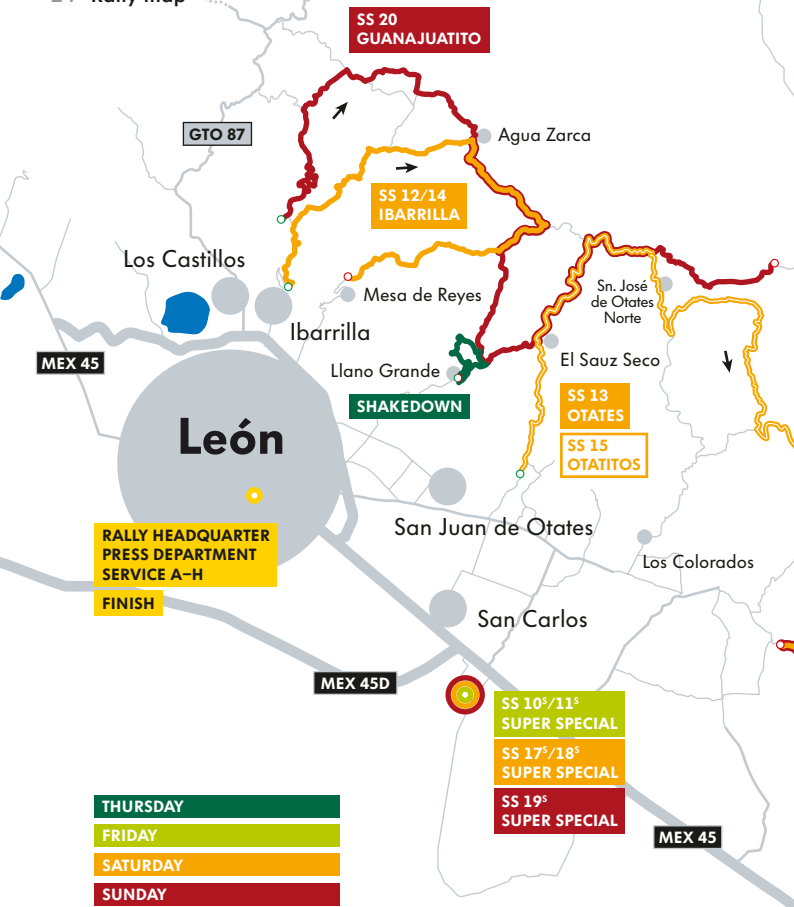 Rally map
SS 20
GUANAJUATITO
GTO 87
Agua Zarca
SS 12/14
IBARRILLA
Los Castillos
Mesa de Reyes
Sn. José
de Otates
Norte
Ibarrilla
MEX 45
Llano Grande
El Sauz Seco
SHAKEDOWN
SS 13
OTATES
León
SS 15
OTATITOS
San Juan de Otates
RALLY HEADQUARTER
PRESS DEPARTMENT
SERVICE A–H
FINISH
Los Colorados
San Carlos
MEX 45D
SS 10ˢ/11ˢ
SUPER SPECIAL
SS 17ˢ/18ˢ
SUPER SPECIAL
SS 19ˢ
SUPER SPECIAL
MEX 45
THURSDAY
FRIDAY
SATURDAY
SUNDAY